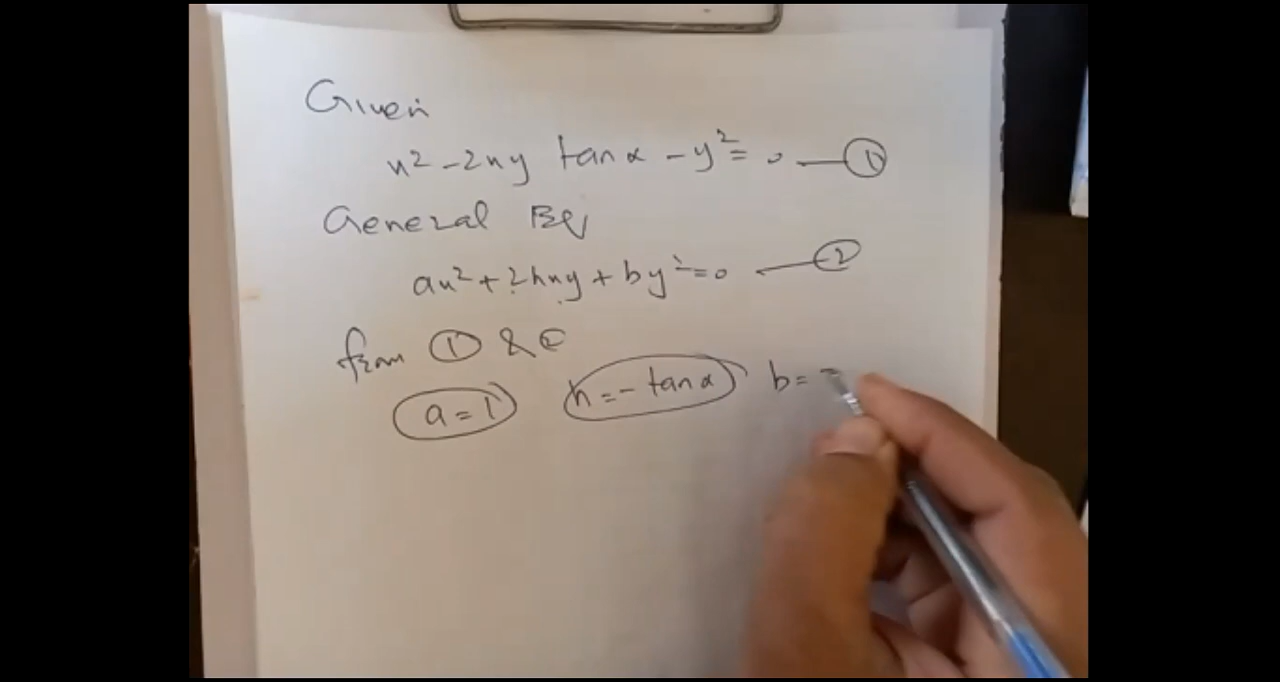 Given
x² - 2xy tan α - y² = 0 — ①
General Eq
ax² + 2hxy + by² = 0 — ②
from ① & ②
a = 1 h = - tan α b = -